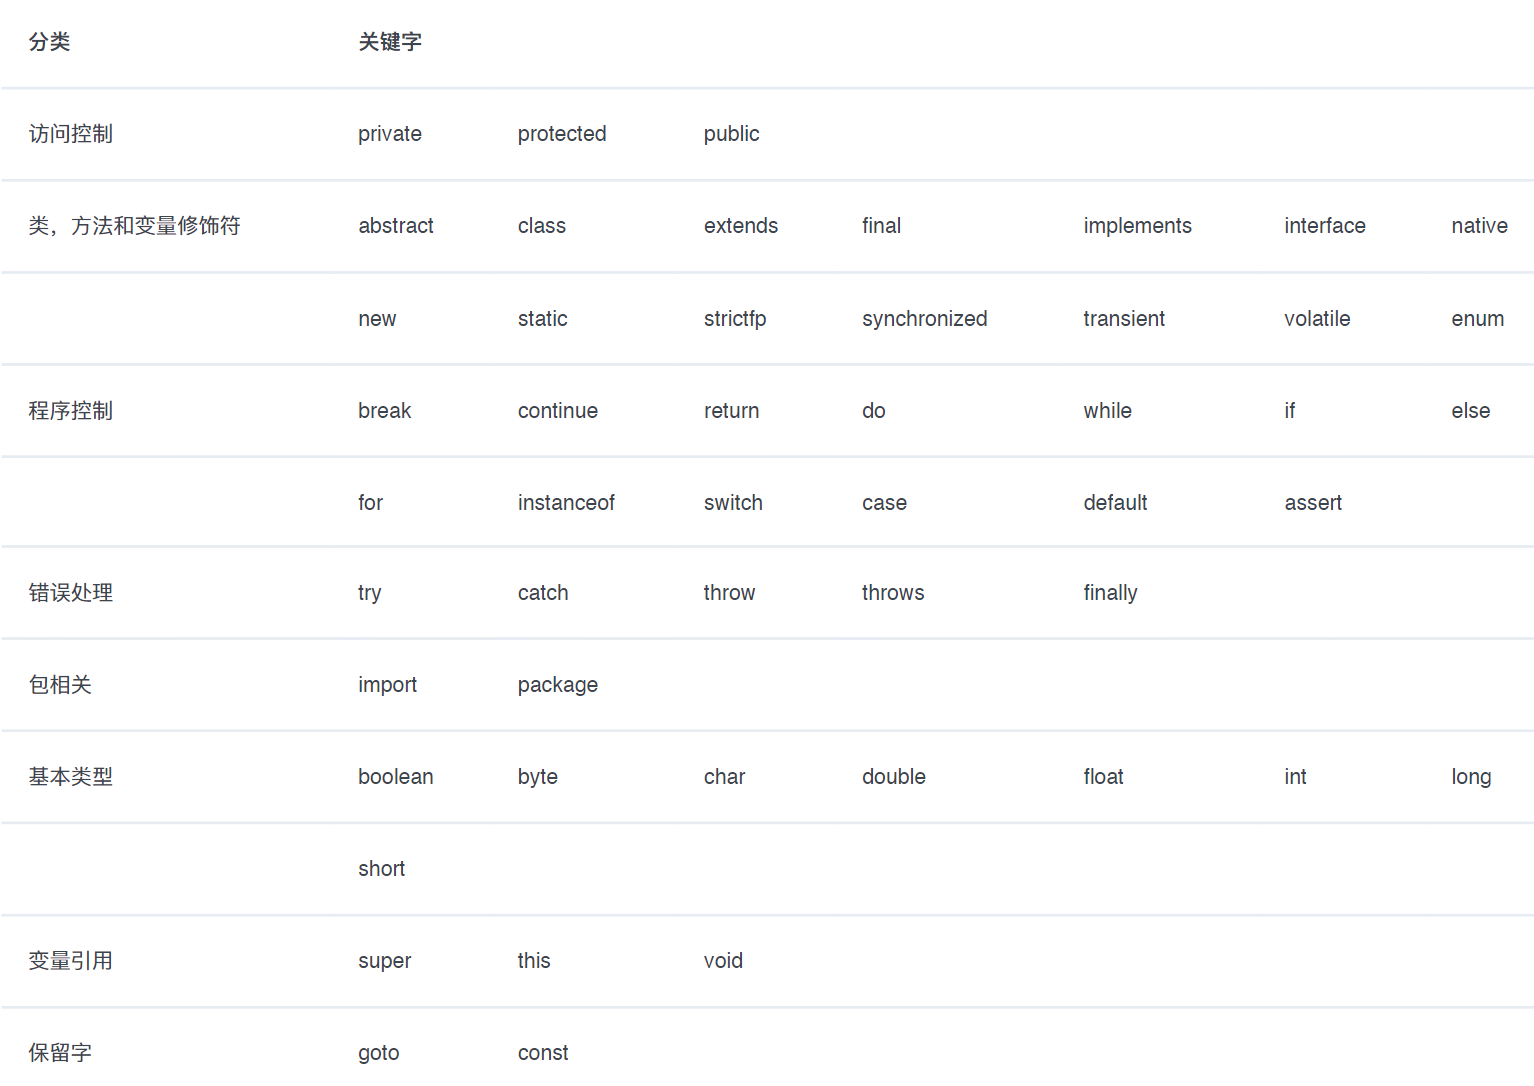 分类 关键字
访问控制 private protected public
类，方法和变量修饰符 abstract class extends final implements interface native
new static strictfp synchronized transient volatile enum
程序控制 break continue return do while if else
for instanceof switch case default assert
错误处理 try catch throw throws finally
包相关 import package
基本类型 boolean byte char double float int long
short
变量引用 super this void
保留字 goto const